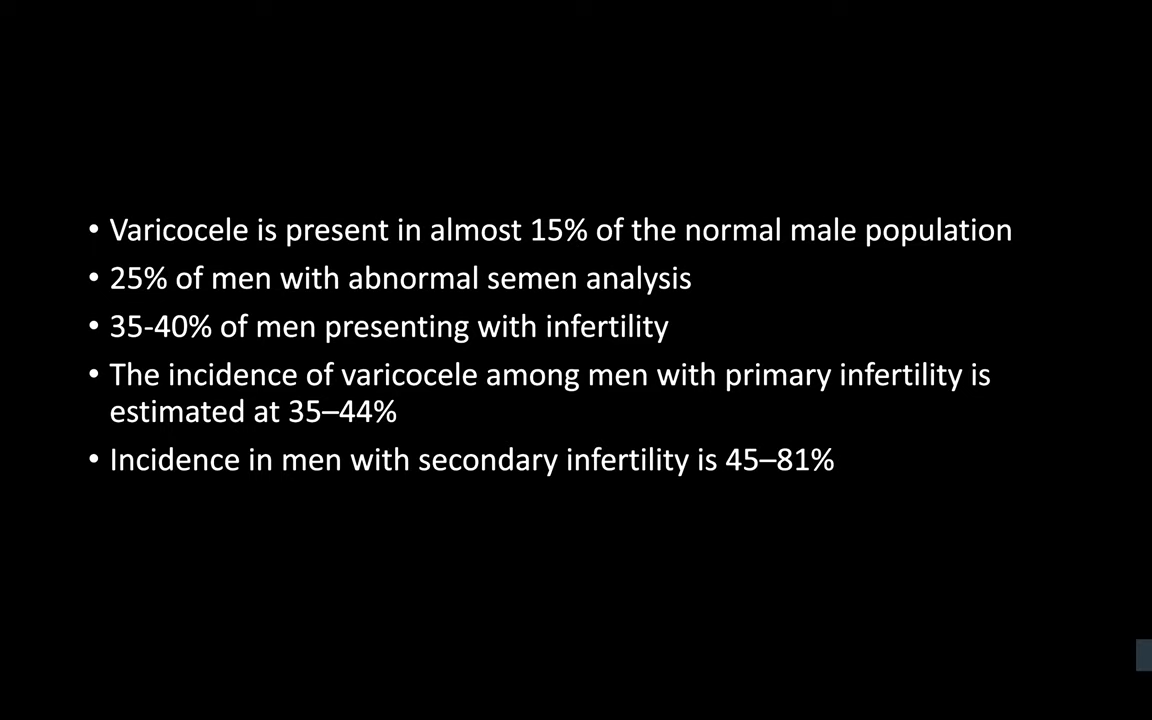 • Varicocele is present in almost 15% of the normal male population
• 25% of men with abnormal semen analysis
• 35-40% of men presenting with infertility
• The incidence of varicocele among men with primary infertility is
estimated at 35–44%
• Incidence in men with secondary infertility is 45–81%